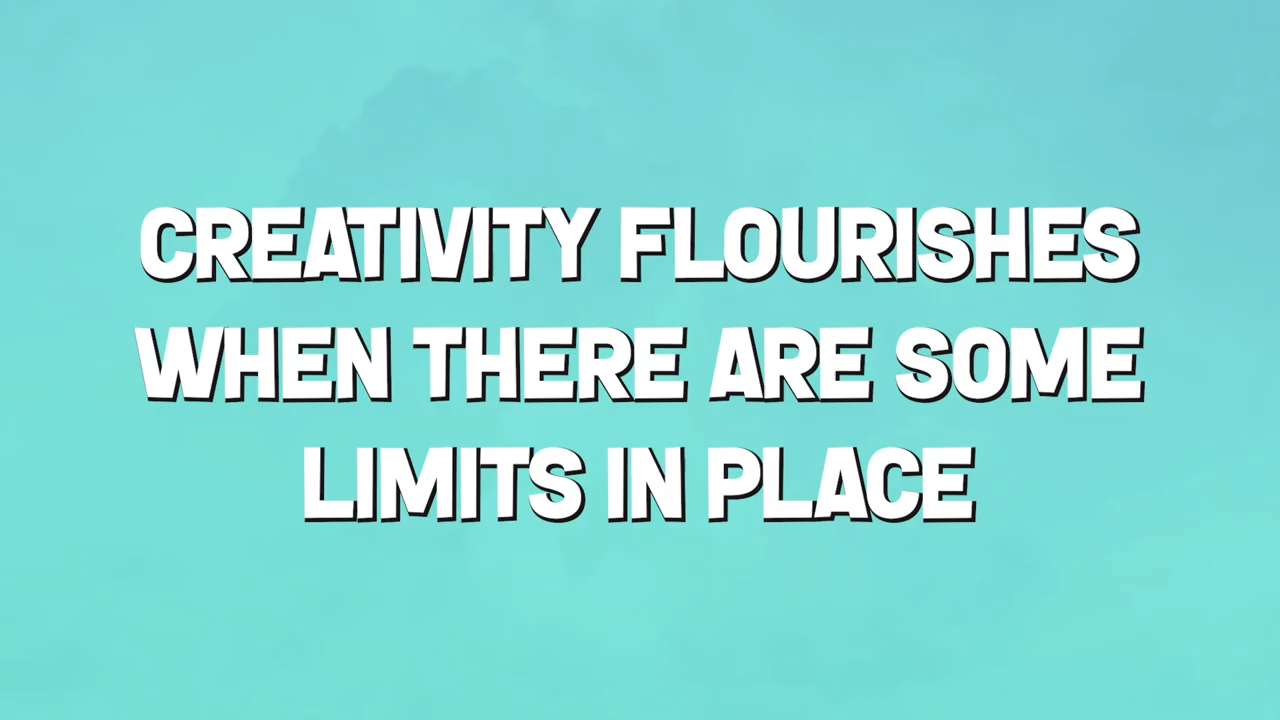 CREATIVITY FLOURISHES
WHEN THERE ARE SOME
LIMITS IN PLACE